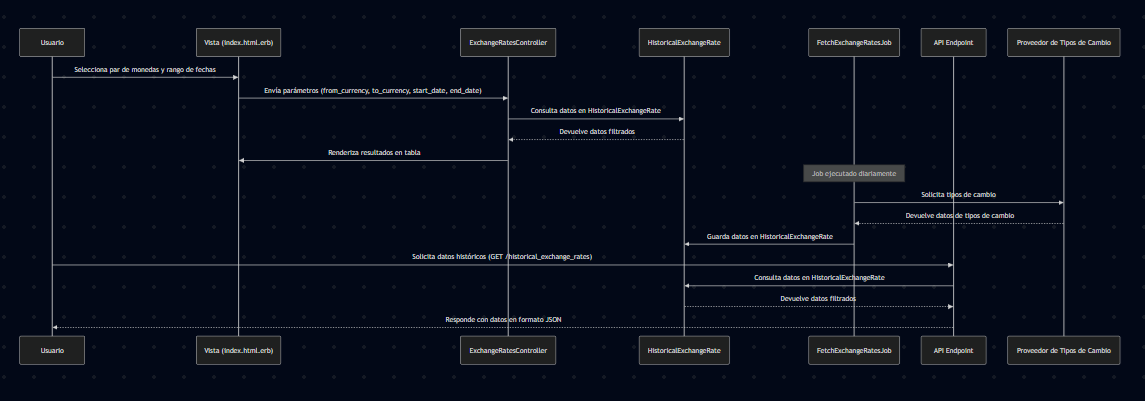 Usuario
Vista (index.html.erb)
ExchangeRatesController
HistoricalExchangeRate
FetchExchangeRatesJob
API Endpoint
Proveedor de Tipos de Cambio
Selecciona par de monedas y rango de fechas
Envía parámetros (from_currency, to_currency, start_date, end_date)
Consulta datos en HistoricalExchangeRate
Devuelve datos filtrados
Renderiza resultados en tabla
Job ejecutado diariamente
Solicita tipos de cambio
Devuelve datos de tipos de cambio
Guarda datos en HistoricalExchangeRate
Solicita datos históricos (GET /historical_exchange_rates)
Consulta datos en HistoricalExchangeRate
Devuelve datos filtrados
Responde con datos en formato JSON
Usuario
Vista (index.html.erb)
ExchangeRatesController
HistoricalExchangeRate
FetchExchangeRatesJob
API Endpoint
Proveedor de Tipos de Cambio